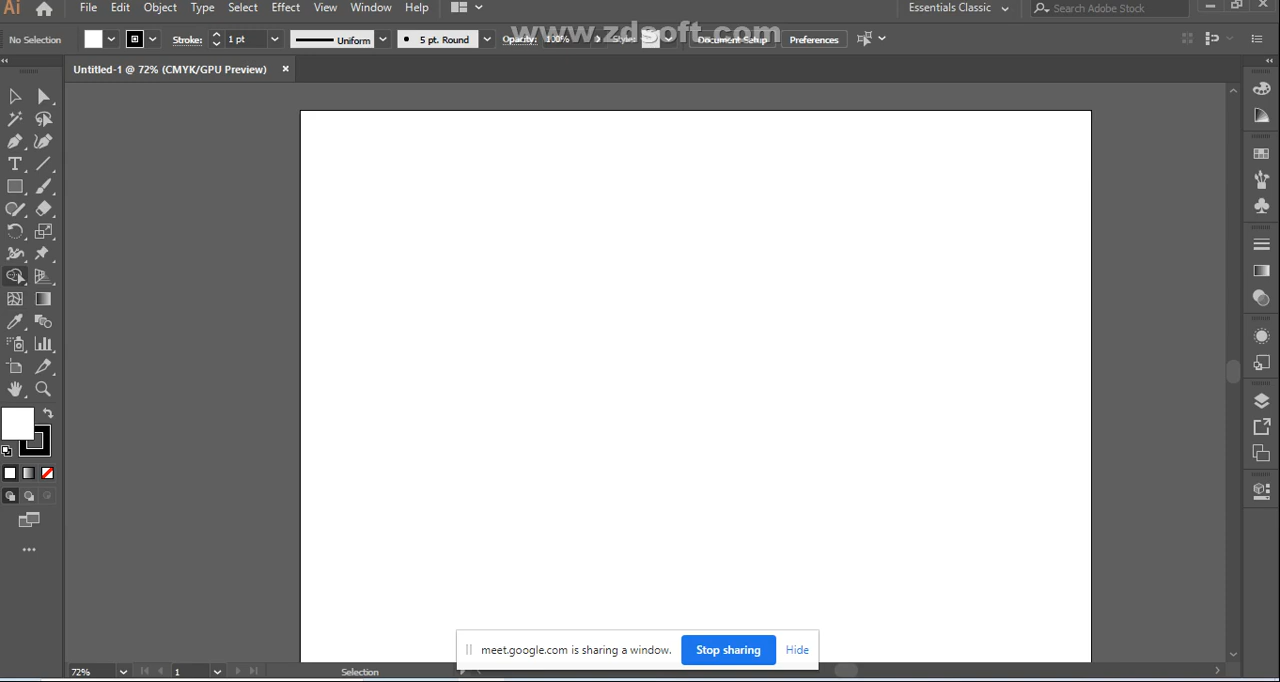 Ai File Edit Object Type Select Effect View Window Help Essentials Classic Search Adobe Stock
www.zdsoft.com
No Selection Stroke: 1 pt Uniform 5 pt. Round Opacity: 100% Style: Document Setup Preferences
Untitled-1 @ 72% (CMYK/GPU Preview) ×
T
meet.google.com is sharing a window. Stop sharing Hide
72% 1 Selection